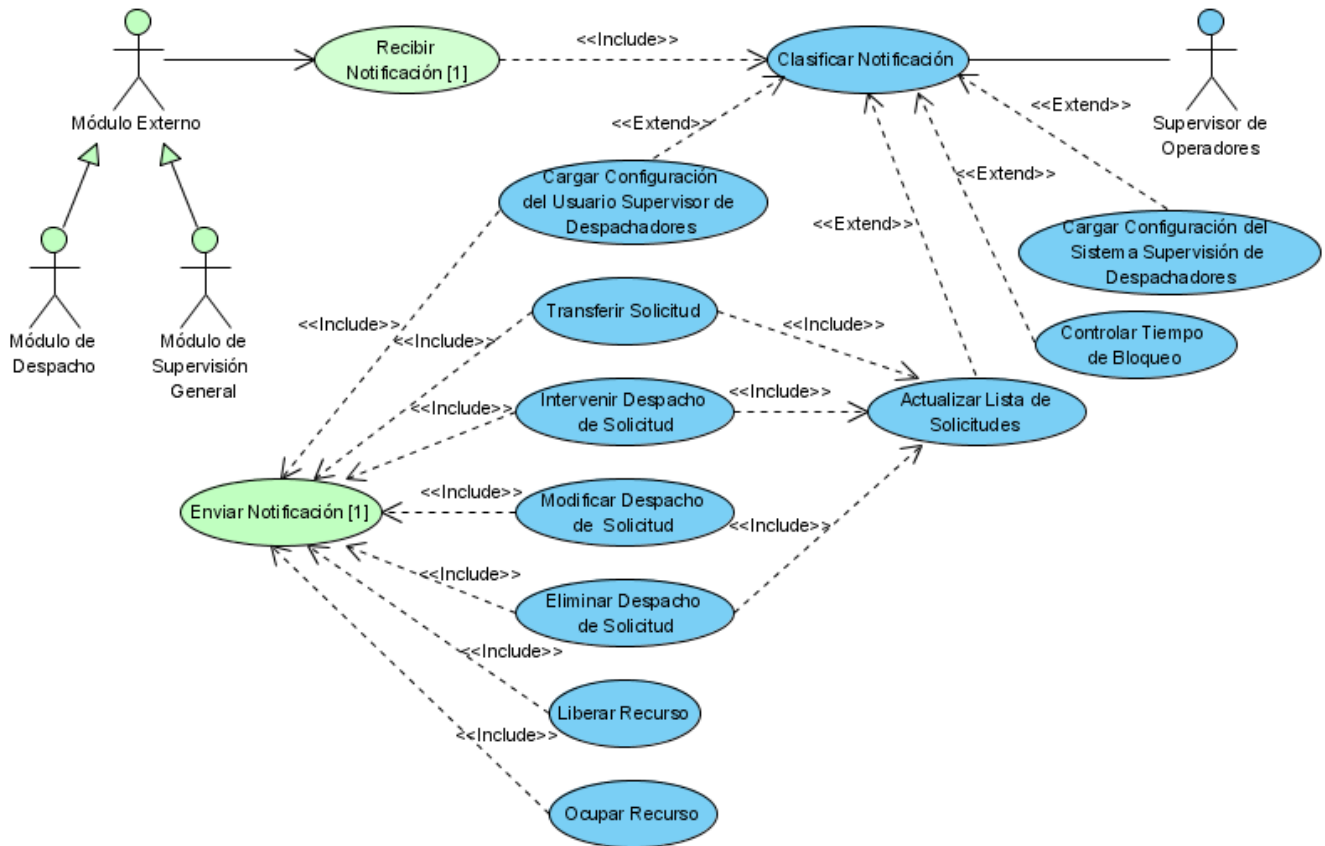 Recibir
Notificación [1]
<<Include>>
Clasificar Notificación
Módulo Externo
Supervisor de
Operadores
<<Extend>>
<<Extend>>
<<Extend>>
<<Extend>>
Cargar Configuración
del Usuario Supervisor de
Despachadores
Cargar Configuración del
Sistema Supervisión de
Despachadores
Módulo de
Despacho
Módulo de
Supervisión
General
<<Include>>
<<Include>>
Transferir Solicitud
<<Include>>
Controlar Tiempo
de Bloqueo
<<Include>>
Intervenir Despacho
de Solicitud
<<Include>>
Actualizar Lista de
Solicitudes
Enviar Notificación [1]
<<Include>>
Modificar Despacho
de Solicitud
<<Include>>
<<Include>>
Eliminar Despacho
de Solicitud
<<Include>>
Liberar Recurso
<<Include>>
Ocupar Recurso